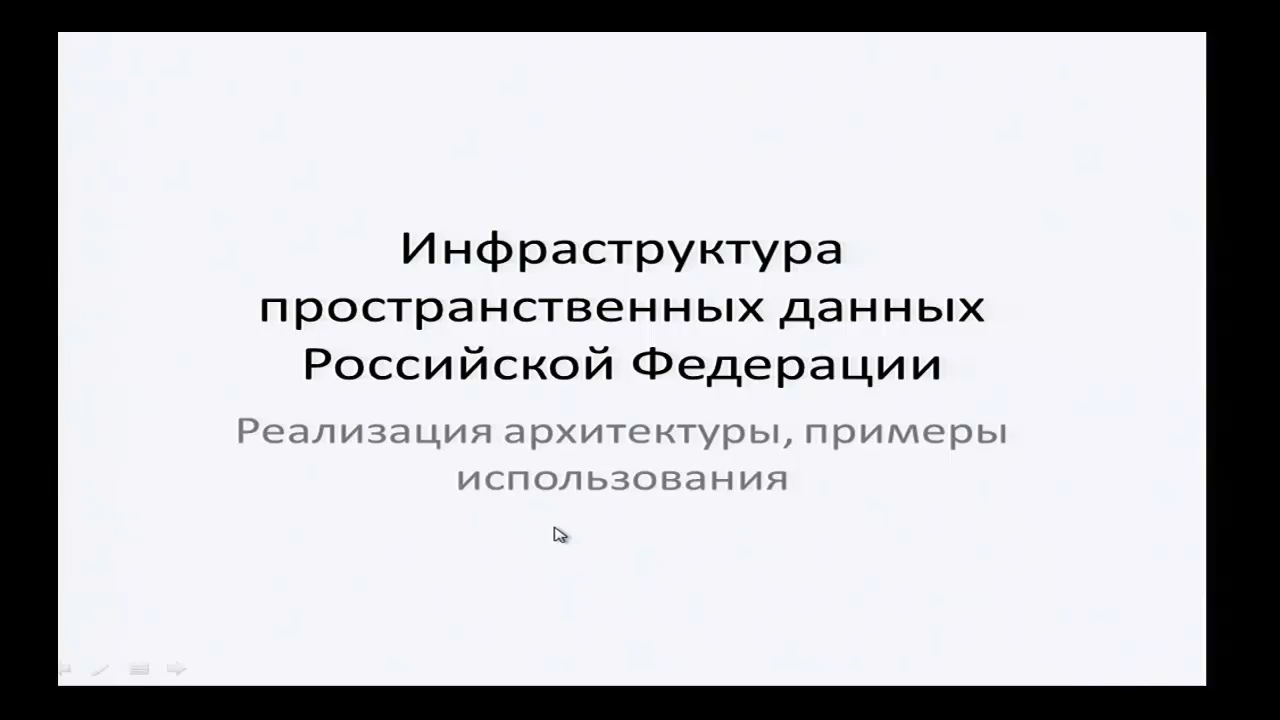 Инфраструктура
пространственных данных
Российской Федерации
Реализация архитектуры, примеры
использования